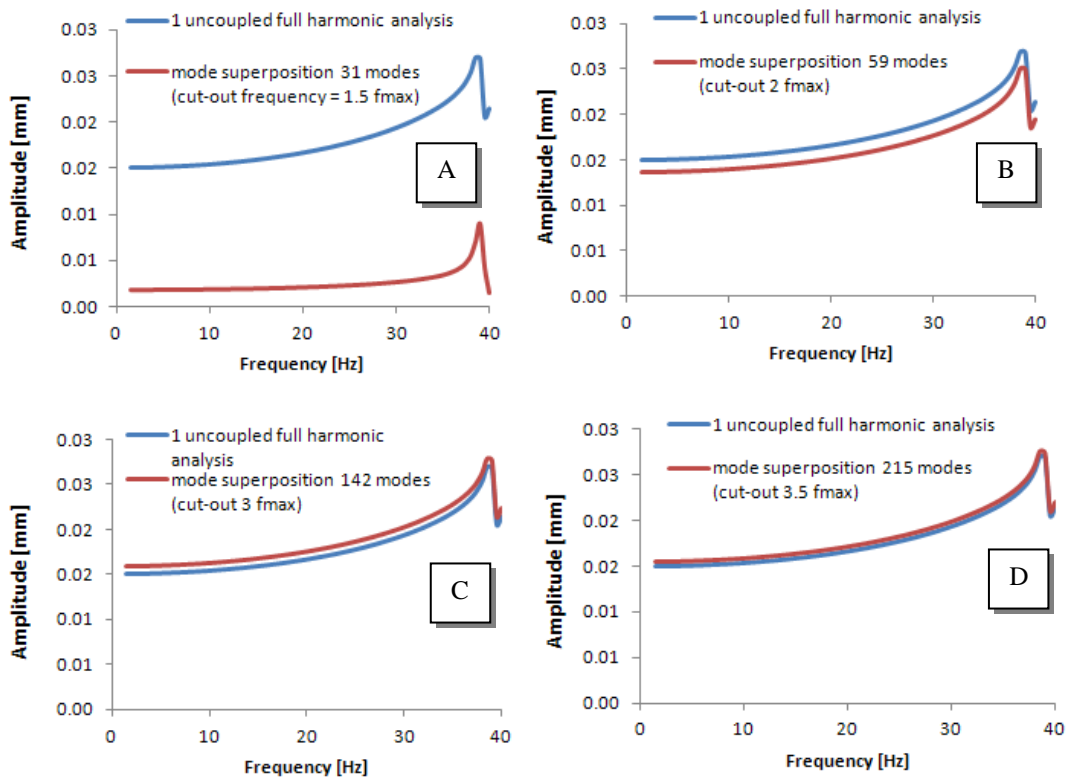 1 uncoupled full harmonic analysis
mode superposition 31 modes
(cut-out frequency = 1.5 fmax)
A
Amplitude [mm]
0.03
0.03
0.02
0.02
0.01
0.01
0.00
0 10 20 30 40
Frequency [Hz]
1 uncoupled full harmonic analysis
mode superposition 59 modes
(cut-out 2 fmax)
B
Amplitude [mm]
0.03
0.03
0.02
0.02
0.01
0.01
0.00
0 10 20 30 40
Frequency [Hz]
1 uncoupled full harmonic
analysis
mode superposition 142 modes
(cut-out 3 fmax)
C
Amplitude [mm]
0.03
0.03
0.02
0.02
0.01
0.01
0.00
0 10 20 30 40
Frequency [Hz]
1 uncoupled full harmonic analysis
mode superposition 215 modes
(cut-out 3.5 fmax)
D
Amplitude [mm]
0.03
0.03
0.02
0.02
0.01
0.01
0.00
0 10 20 30 40
Frequency [Hz]